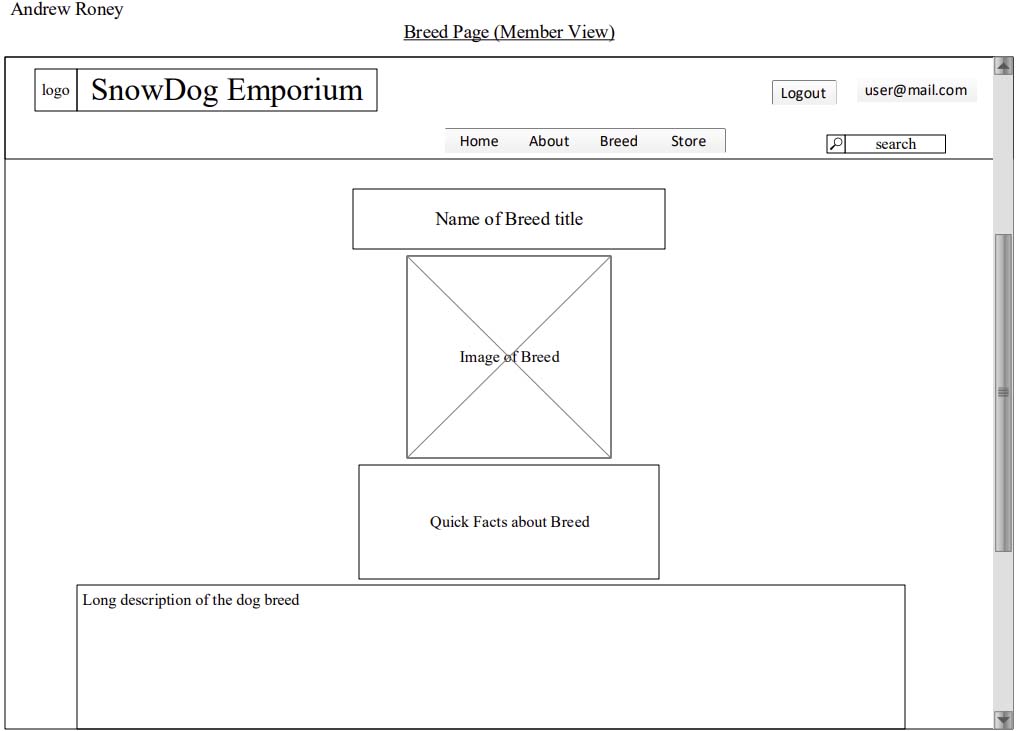 Andrew Roney
Breed Page (Member View)
logo
SnowDog Emporium
Logout
user@mail.com
Home About Breed Store
search
Name of Breed title
Image of Breed
Quick Facts about Breed
Long description of the dog breed